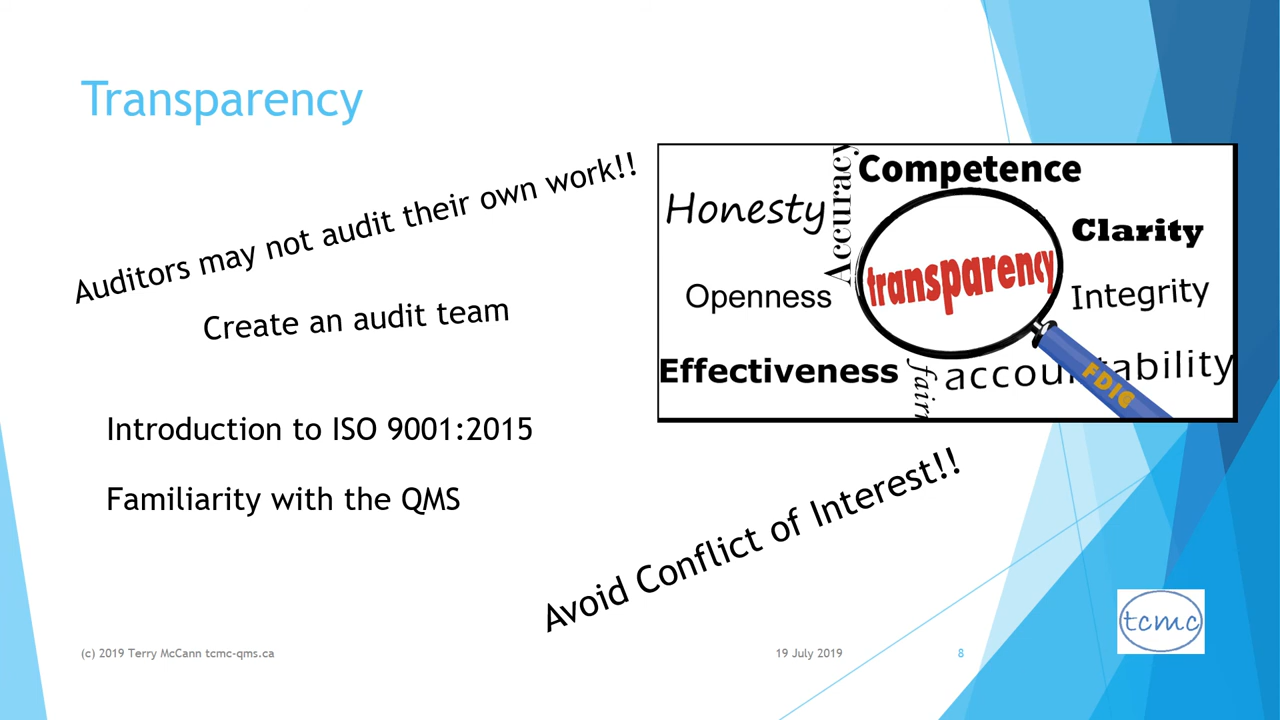 Transparency
Auditors may not audit their own work!!
Create an audit team
Introduction to ISO 9001:2015
Familiarity with the QMS
Accuracy
Competence
Honesty
Clarity
transparency
Openness
Integrity
Effectiveness
accountability
FDIC
Avoid Conflict of Interest!!
tcmc
(c) 2019 Terry McCann tcmc-qms.ca
19 July 2019
8